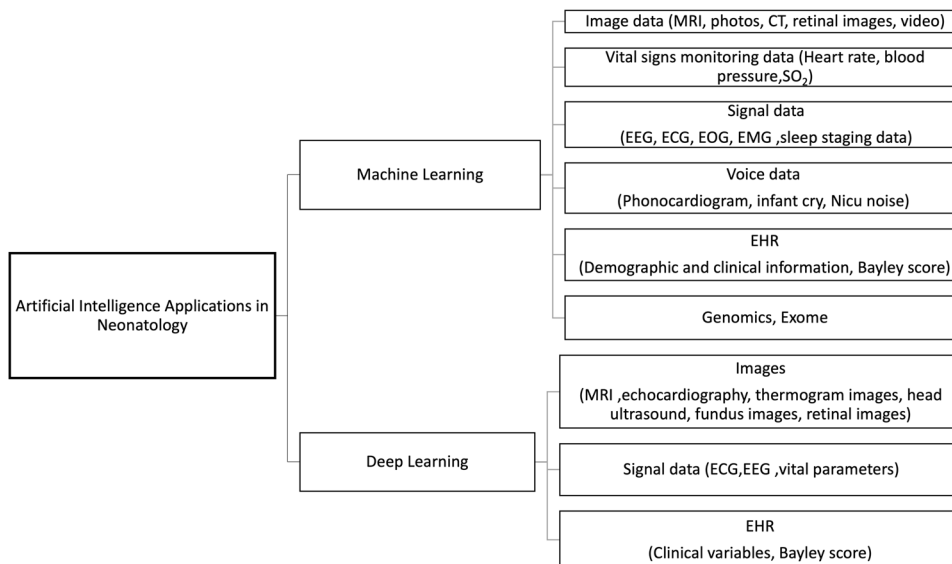 Artificial Intelligence Applications in
Neonatology
Machine Learning
Image data (MRI, photos, CT, retinal images, video)
Vital signs monitoring data (Heart rate, blood
pressure,SO₂)
Signal data
(EEG, ECG, EOG, EMG ,sleep staging data)
Voice data
(Phonocardiogram, infant cry, Nicu noise)
EHR
(Demographic and clinical information, Bayley score)
Genomics, Exome
Deep Learning
Images
(MRI ,echocardiography, thermogram images, head
ultrasound, fundus images, retinal images)
Signal data (ECG,EEG ,vital parameters)
EHR
(Clinical variables, Bayley score)